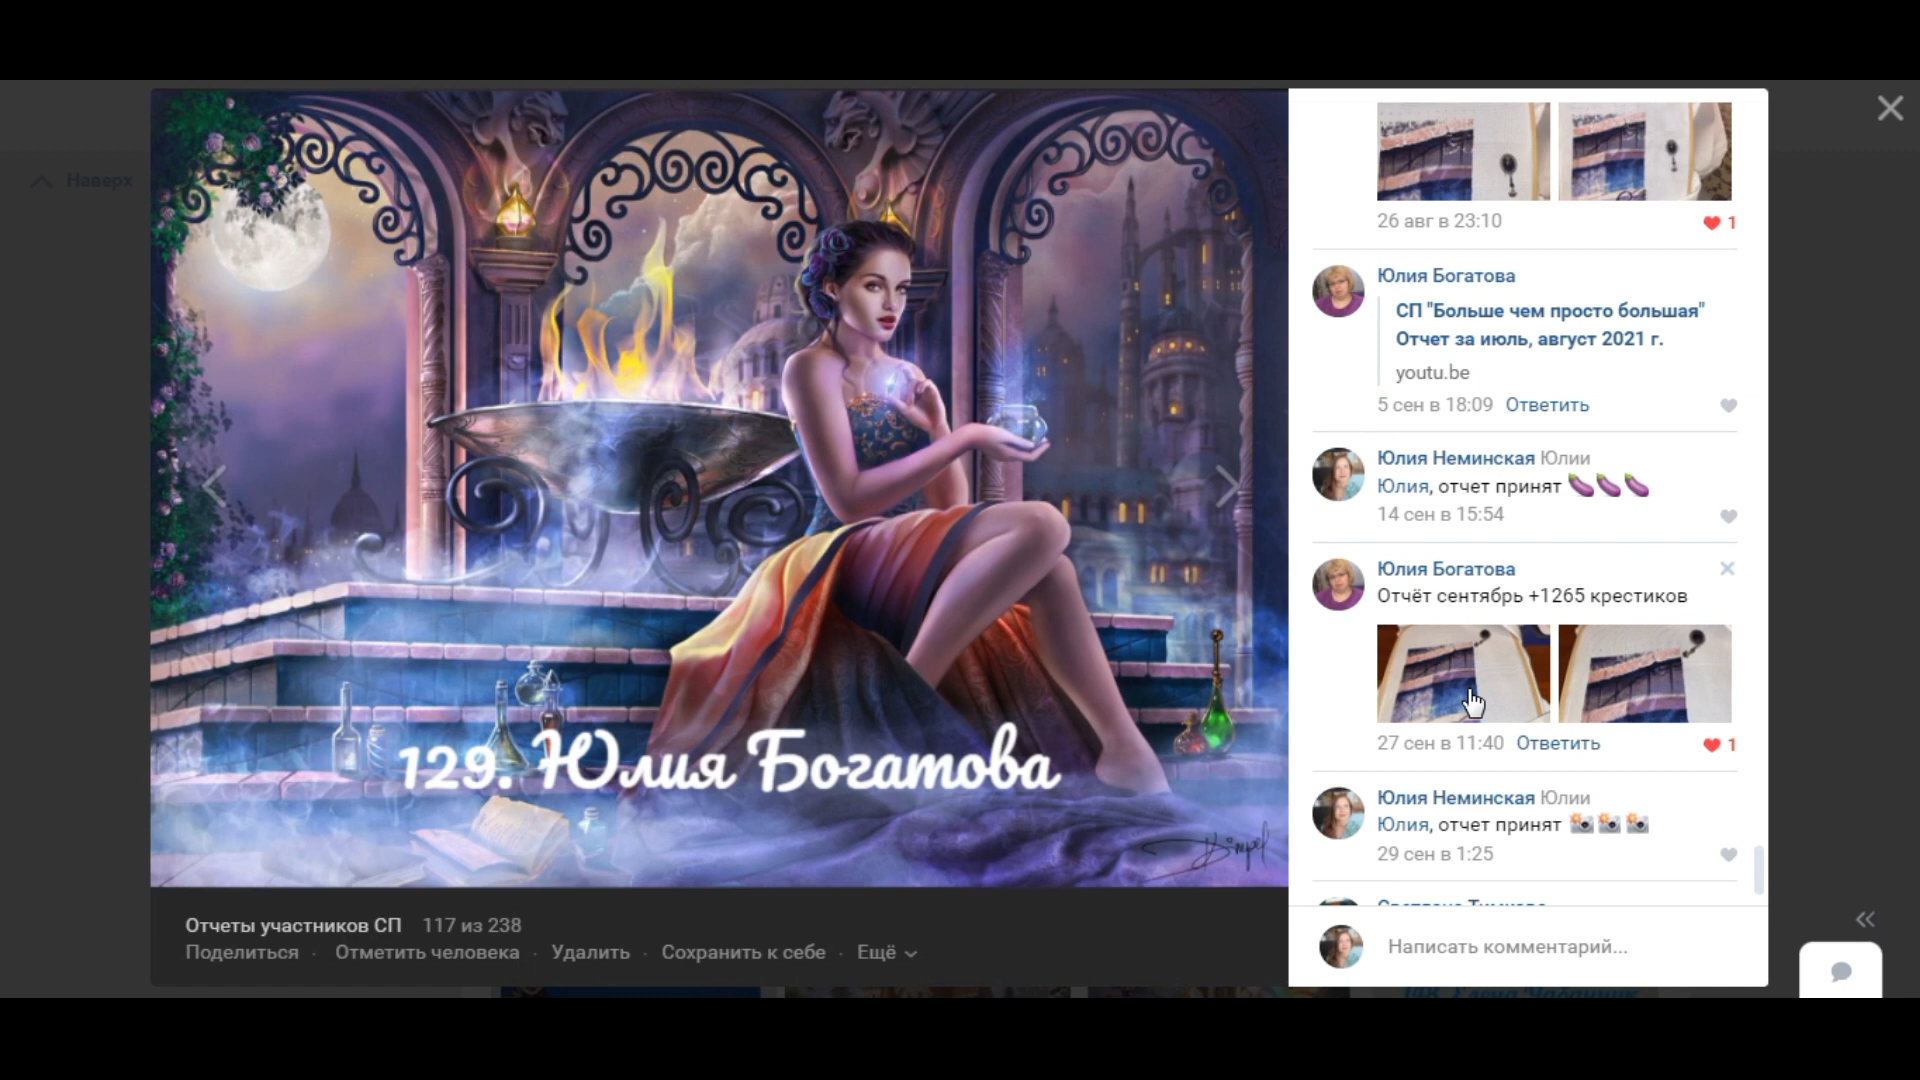 Наверх
129. Юлия Богатова
Отчеты участников СП 117 из 238
Поделиться · Отметить человека · Удалить · Сохранить к себе · Ещё
26 авг в 23:10
1
Юлия Богатова
СП "Больше чем просто большая"
Отчет за июль, август 2021 г.
youtu.be
5 сен в 18:09 Ответить
Юлия Неминская Юлии
Юлия, отчет принят 🍆🍆🍆
14 сен в 15:54
Юлия Богатова
Отчёт сентябрь +1265 крестиков
27 сен в 11:40 Ответить
1
Юлия Неминская Юлии
Юлия, отчет принят 📸📸📸
29 сен в 1:25
Написать комментарий...